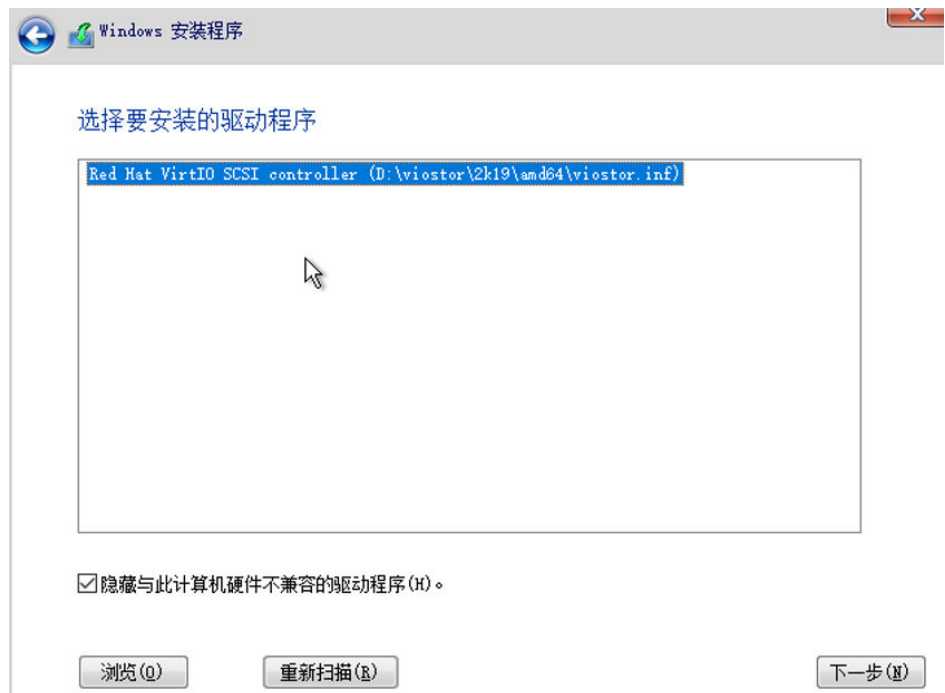 Windows 安装程序
选择要安装的驱动程序
Red Hat VirtIO SCSI controller (D:\viostor\2k19\amd64\viostor.inf)
隐藏与此计算机硬件不兼容的驱动程序(H)。
浏览(O)
重新扫描(R)
下一步(N)